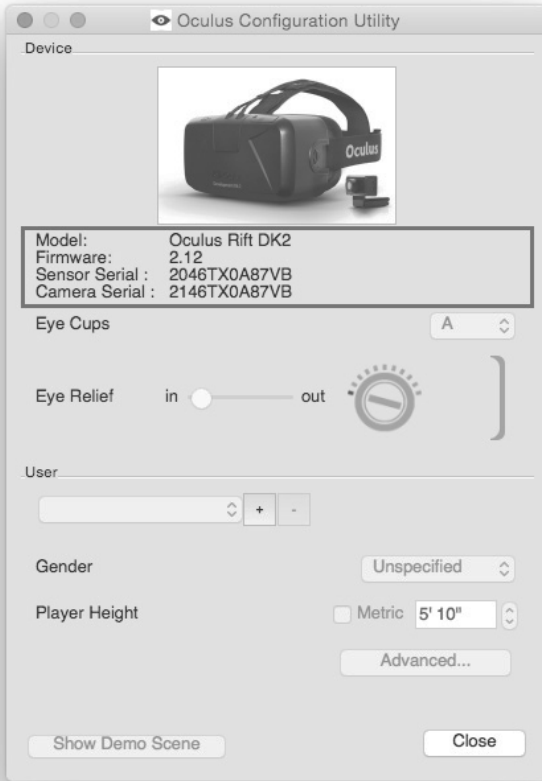 Oculus Configuration Utility
Device
Oculus
Model: Oculus Rift DK2
Firmware: 2.12
Sensor Serial : 2046TX0A87VB
Camera Serial : 2146TX0A87VB
Eye Cups A
Eye Relief in out
User
+ -
Gender Unspecified
Player Height Metric 5' 10"
Advanced...
Show Demo Scene Close